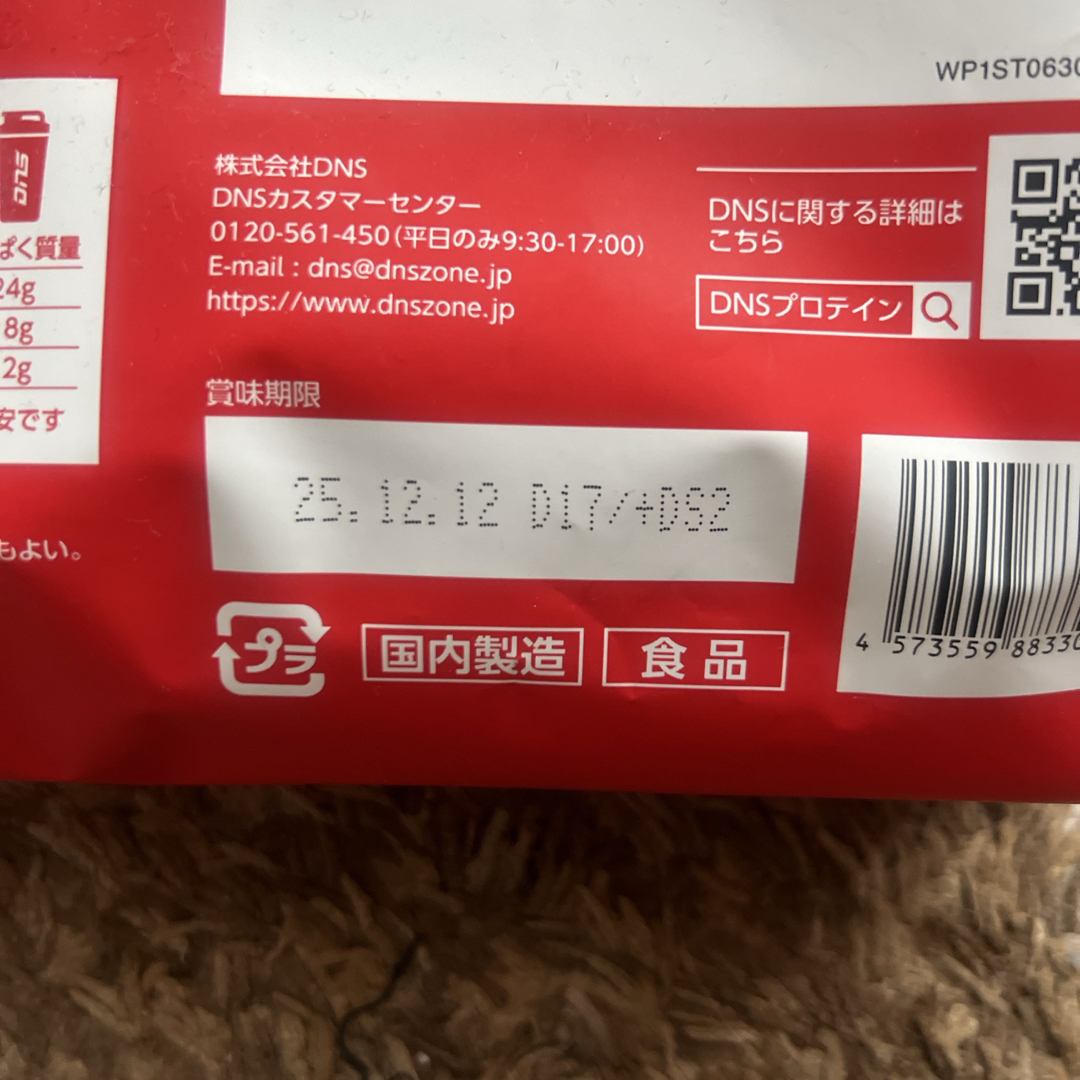 WP1ST0630
DNS
ぱく質量
24g
8g
2g
安です
もよい。
株式会社DNS
DNSカスタマーセンター
0120-561-450(平日のみ9:30-17:00)
E-mail : dns@dnszone.jp
https://www.dnszone.jp
DNSに関する詳細は
こちら
DNSプロテイン
賞味期限
25.12.12 D17/+DS2
プラ
国内製造
食品
4 573559 88330